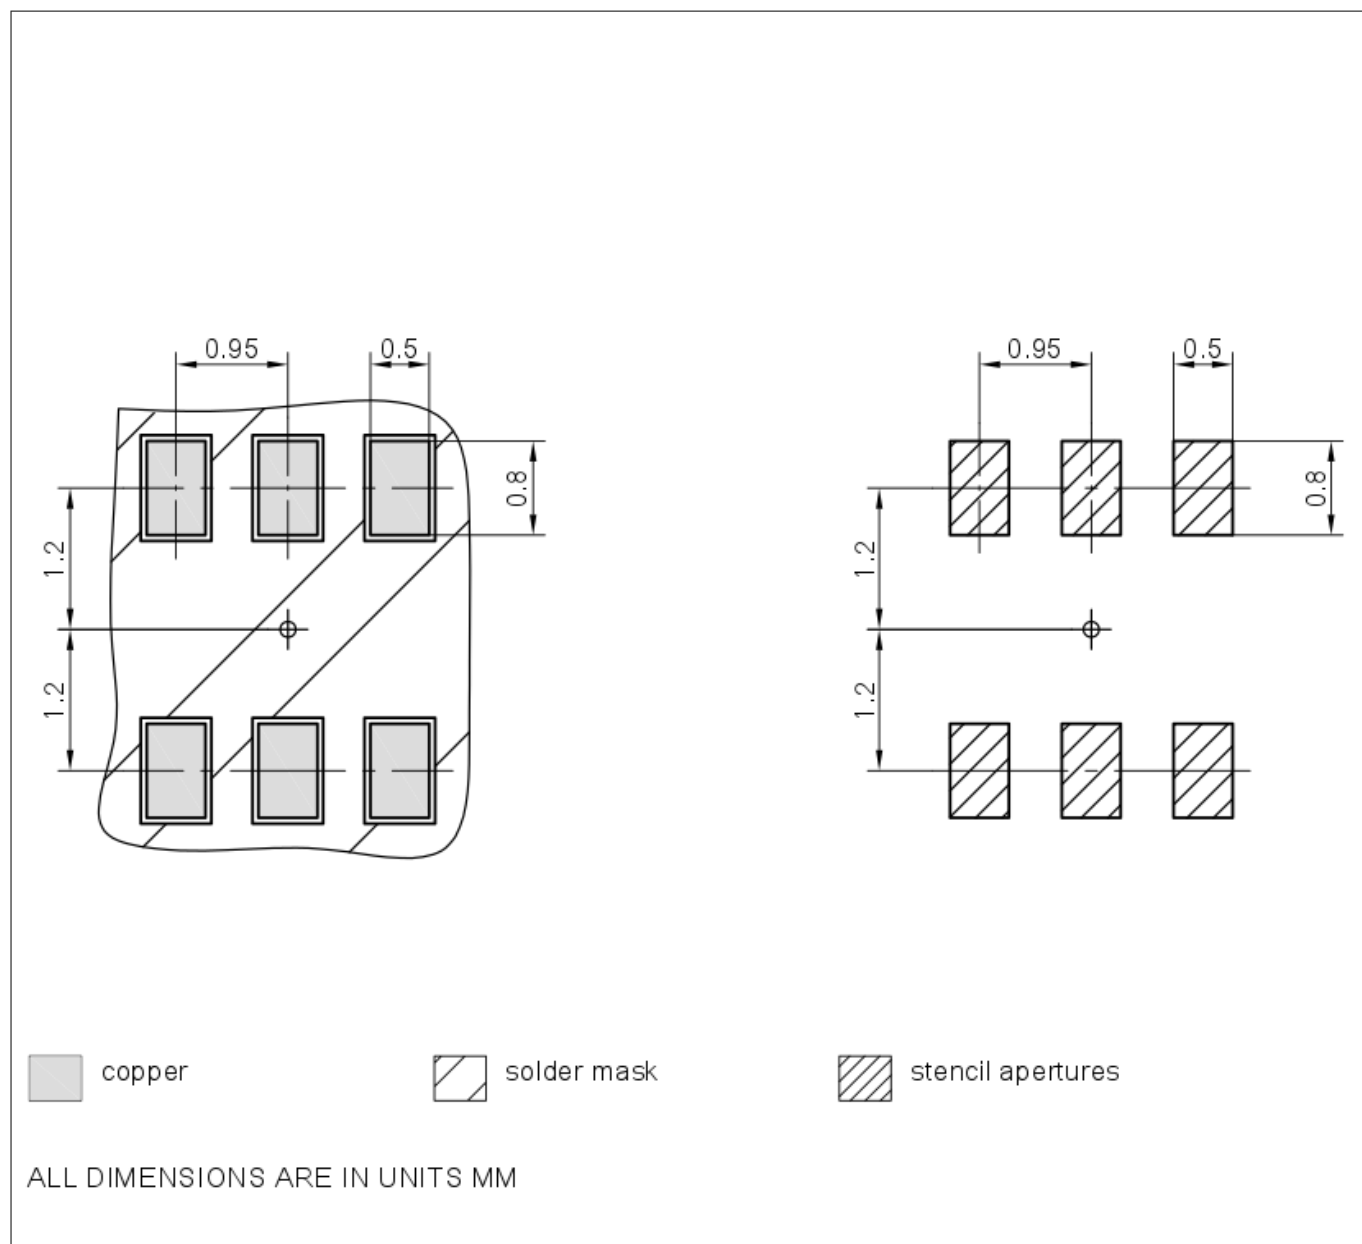 0.95 0.5 0.95 0.5
0.8 0.8
1.2 1.2
1.2 1.2
copper solder mask stencil apertures
ALL DIMENSIONS ARE IN UNITS MM